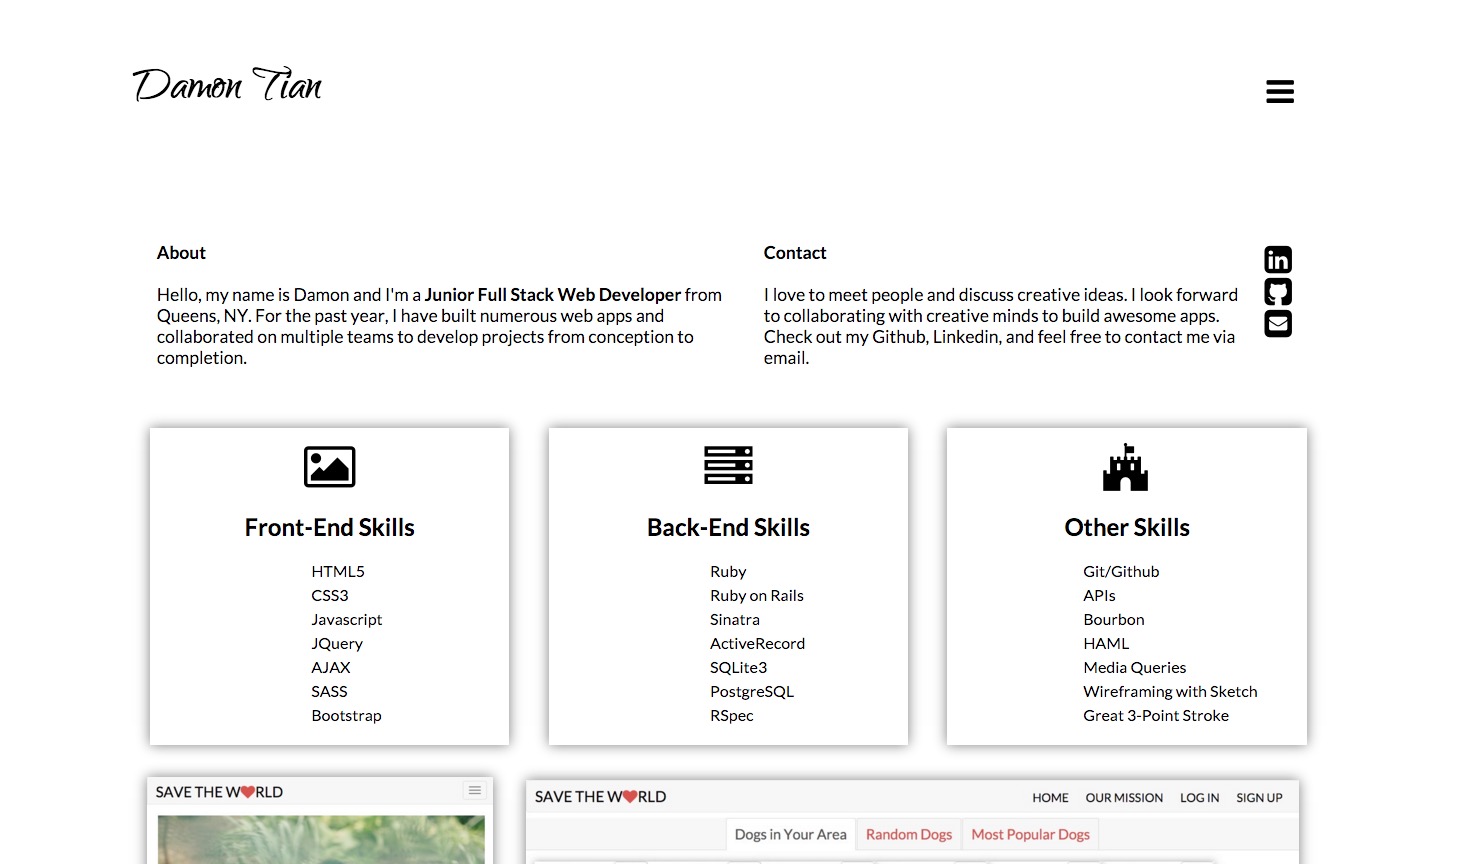 Damon Tian
About
Hello, my name is Damon and I'm a Junior Full Stack Web Developer from
Queens, NY. For the past year, I have built numerous web apps and
collaborated on multiple teams to develop projects from conception to
completion.
Contact
I love to meet people and discuss creative ideas. I look forward
to collaborating with creative minds to build awesome apps.
Check out my Github, Linkedin, and feel free to contact me via
email.
in
Front-End Skills
HTML5
CSS3
Javascript
JQuery
AJAX
SASS
Bootstrap
Back-End Skills
Ruby
Ruby on Rails
Sinatra
ActiveRecord
SQLite3
PostgreSQL
RSpec
Other Skills
Git/Github
APIs
Bourbon
HAML
Media Queries
Wireframing with Sketch
Great 3-Point Stroke
SAVE THE W♥RLD
SAVE THE W♥RLD
HOME OUR MISSION LOG IN SIGN UP
Dogs in Your Area Random Dogs Most Popular Dogs